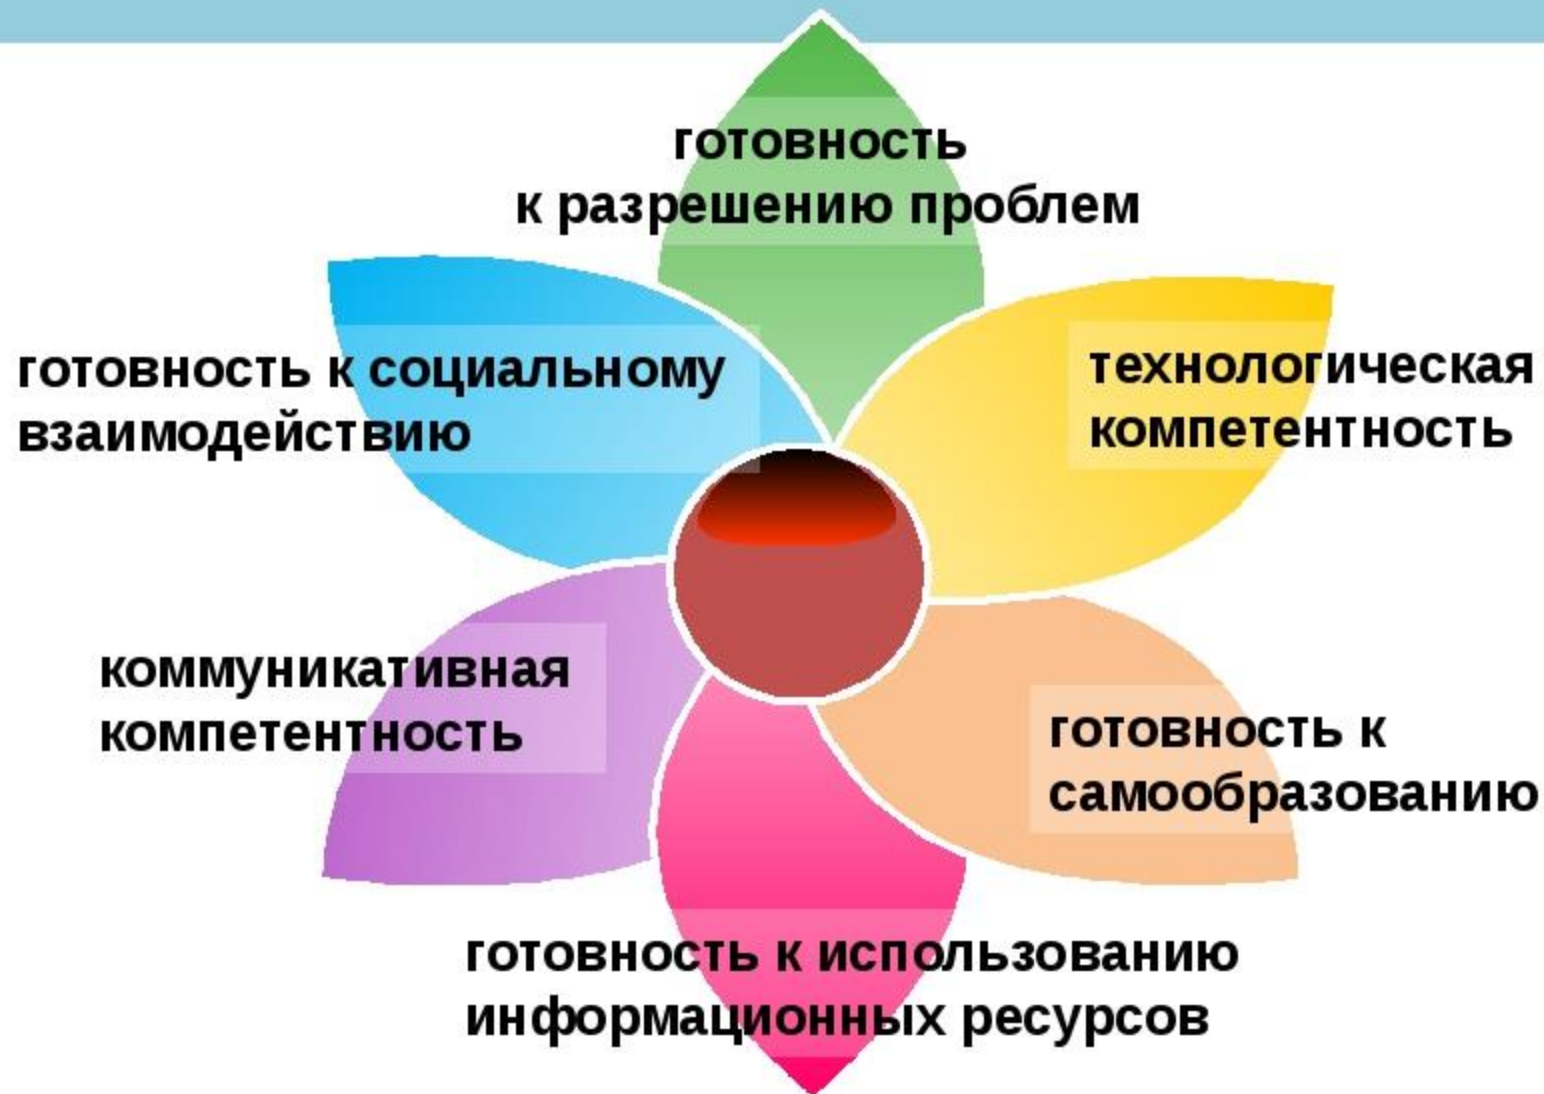 готовность
к разрешению проблем
готовность к социальному
взаимодействию
технологическая
компетентность
коммуникативная
компетентность
готовность к
самообразованию
готовность к использованию
информационных ресурсов